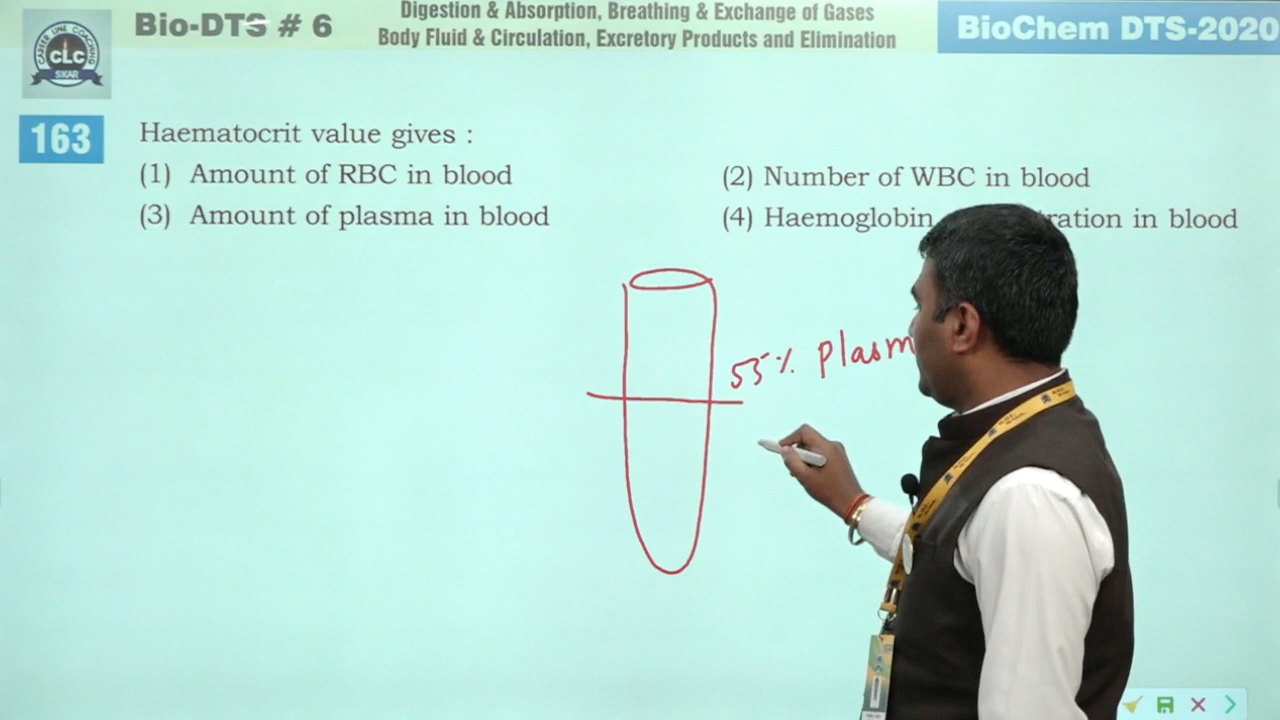 Bio-DTS # 6
Digestion & Absorption, Breathing & Exchange of Gases
Body Fluid & Circulation, Excretory Products and Elimination
BioChem DTS-2020
CLC
SIKAR
163
Haematocrit value gives :
(1) Amount of RBC in blood
(2) Number of WBC in blood
(3) Amount of plasma in blood
(4) Haemoglobin ration in blood
55% Plasm